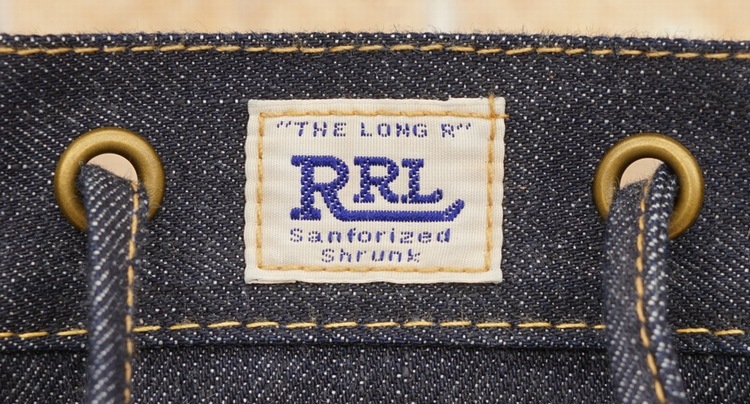 "THE LONG R"
RRL
Sanforized
Shrunk